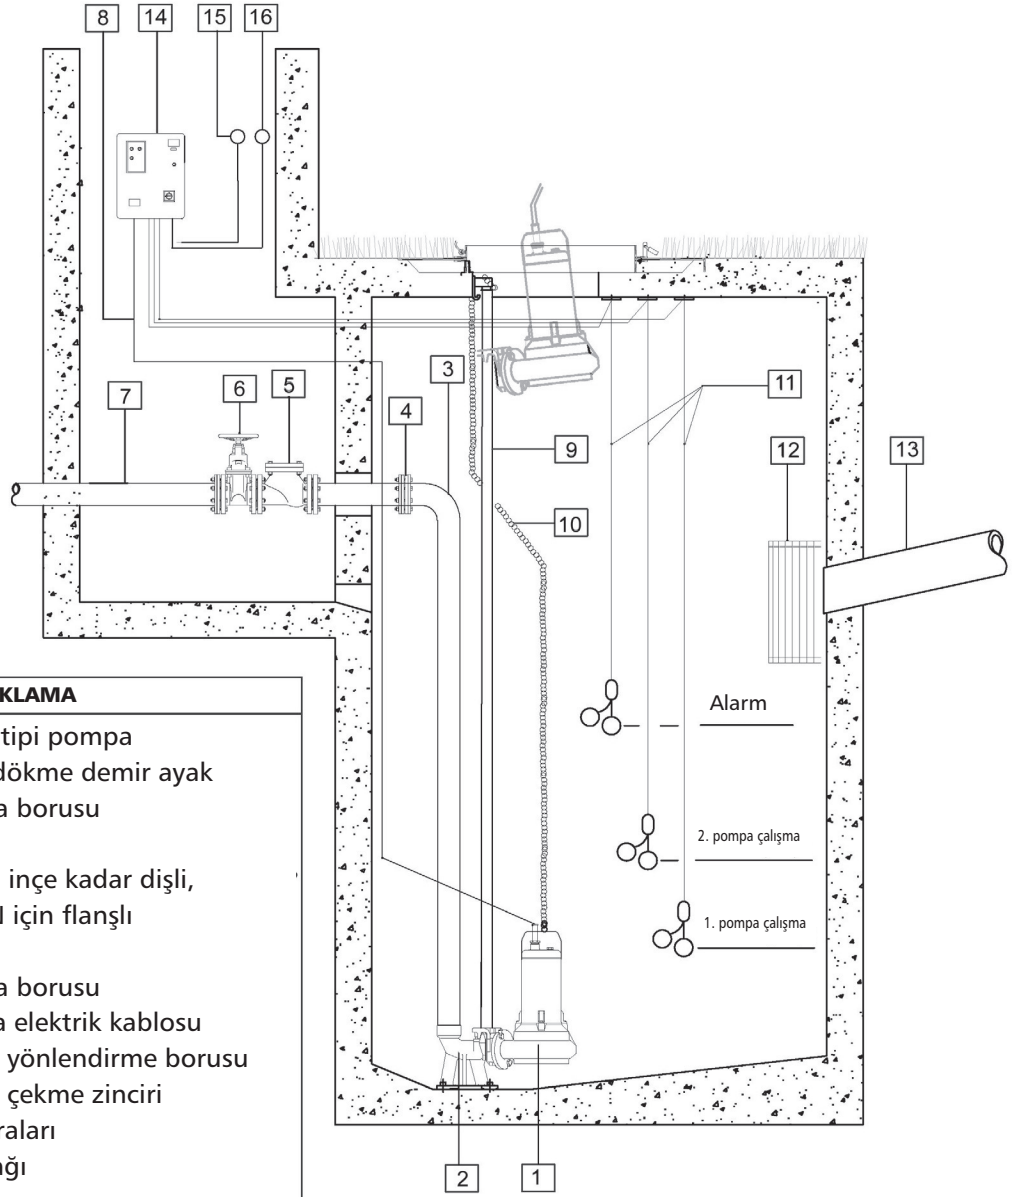 8 14 15 16
3
7 6 5 4
11
9
12 13
10
Alarm
2. pompa çalışma
1. pompa çalışma
KLAMA
tipi pompa
dökme demir ayak
borusu
inçe kadar dişli,
için flanşlı
borusu
elektrik kablosu
yönlendirme borusu
çekme zinciri
2 1